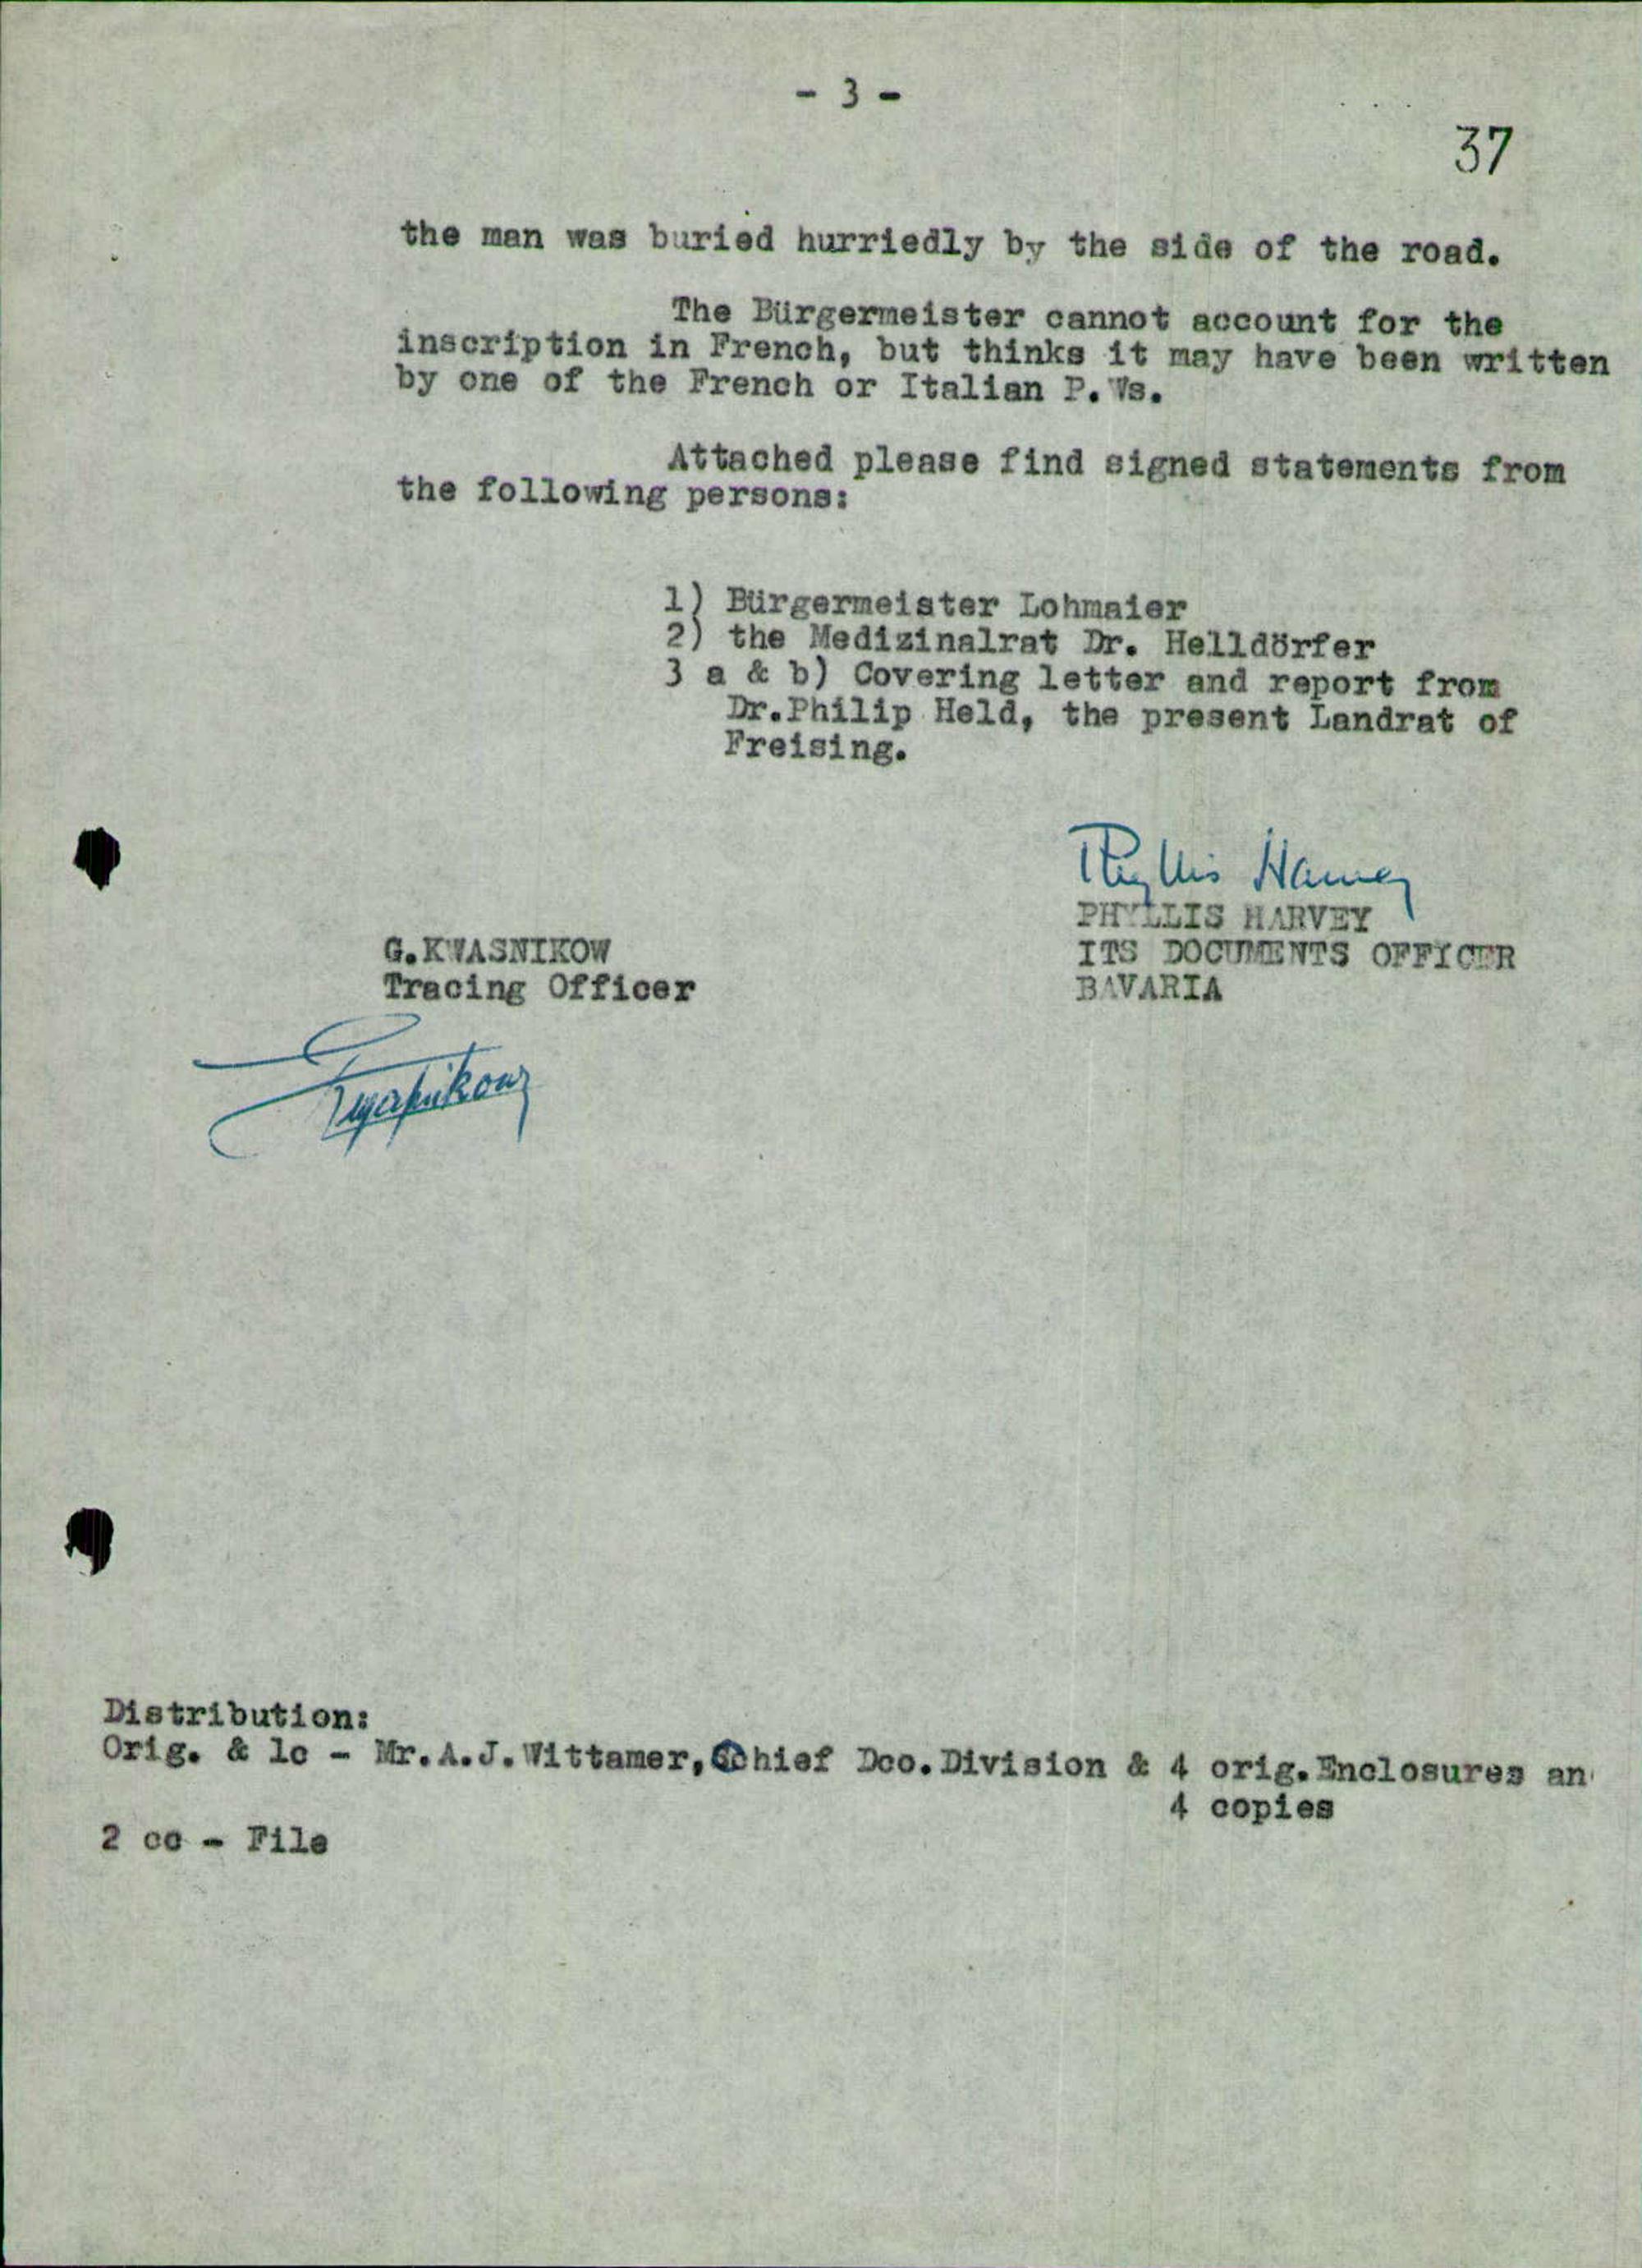 - 3 -
37
the man was buried hurriedly by the side of the road.
The Bürgermeister cannot account for the
inscription in French, but thinks it may have been written
by one of the French or Italian P.Ws.
Attached please find signed statements from
the following persons:
1) Bürgermeister Lohmaier
2) the Medizinalrat Dr. Helldörfer
3 a & b) Covering letter and report from
Dr.Philip Held, the present Landrat of
Freising.
Phyllis Harvey
PHYLLIS HARVEY
G.KWASNIKOW
ITS DOCUMENTS OFFICER
Tracing Officer
BAVARIA
Distribution:
Orig. & 1c - Mr.A.J.Wittamer, Chief Dco.Division & 4 orig.Enclosures an
4 copies
2 cc - File